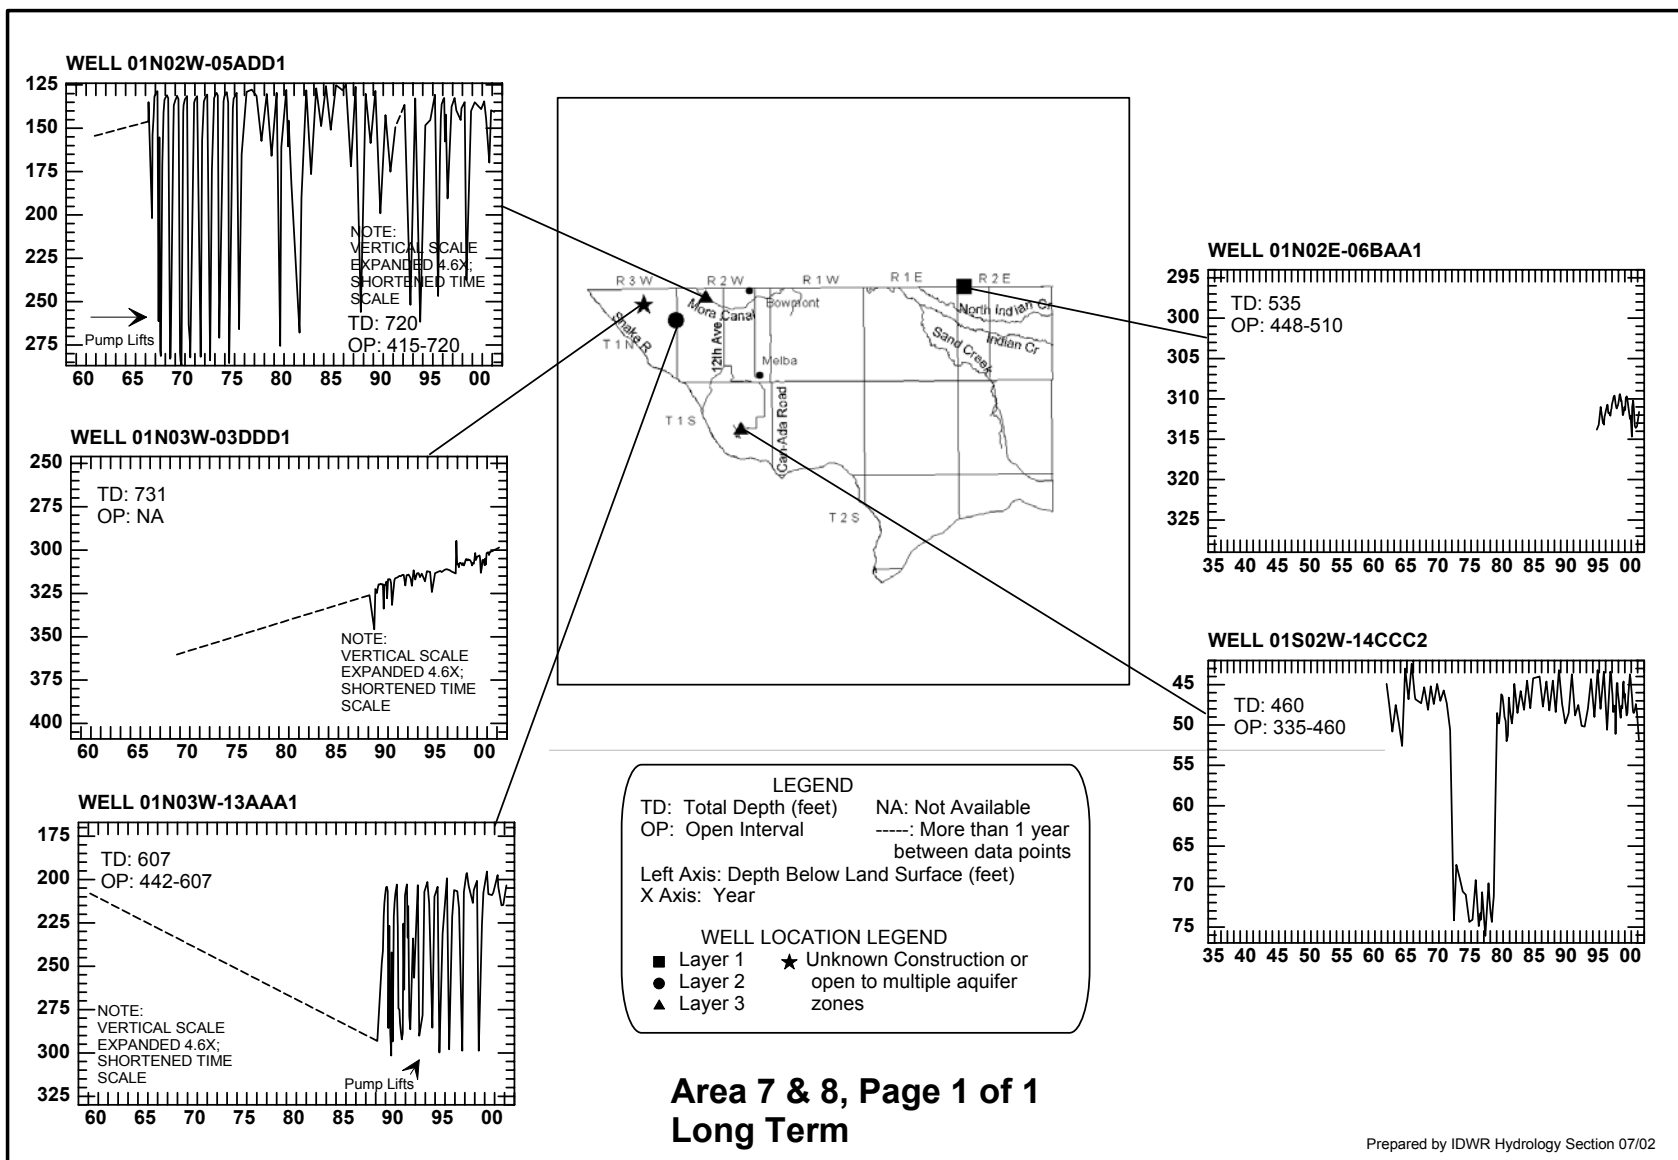 WELL 01N02W-05ADD1
125
150
175
200
225
250
275
NOTE:
VERTICAL SCALE
EXPANDED 4.6X;
SHORTENED TIME
SCALE
TD: 720
OP: 415-720
Pump Lifts
60 65 70 75 80 85 90 95 00
WELL 01N03W-03DDD1
250
275
300
325
350
375
400
TD: 731
OP: NA
NOTE:
VERTICAL SCALE
EXPANDED 4.6X;
SHORTENED TIME
SCALE
60 65 70 75 80 85 90 95 00
WELL 01N03W-13AAA1
175
200
225
250
275
300
325
TD: 607
OP: 442-607
NOTE:
VERTICAL SCALE
EXPANDED 4.6X;
SHORTENED TIME
SCALE
Pump Lifts
60 65 70 75 80 85 90 95 00
R 3 W R 2 W R 1 W R 1 E R 2 E
Mora Canal
Bowmont
North Indian Cr
Indian Cr
Sand Creek
Snake R
T 1 N
12th Ave
Melba
T 1 S
Can-Ada Road
T 2 S
WELL 01N02E-06BAA1
295
300
305
310
315
320
325
TD: 535
OP: 448-510
35 40 45 50 55 60 65 70 75 80 85 90 95 00
WELL 01S02W-14CCC2
45
50
55
60
65
70
75
TD: 460
OP: 335-460
35 40 45 50 55 60 65 70 75 80 85 90 95 00
LEGEND
TD: Total Depth (feet) NA: Not Available
OP: Open Interval -----: More than 1 year
between data points
Left Axis: Depth Below Land Surface (feet)
X Axis: Year
WELL LOCATION LEGEND
Layer 1 Unknown Construction or
Layer 2 open to multiple aquifer
Layer 3 zones
Area 7 & 8, Page 1 of 1
Long Term
Prepared by IDWR Hydrology Section 07/02